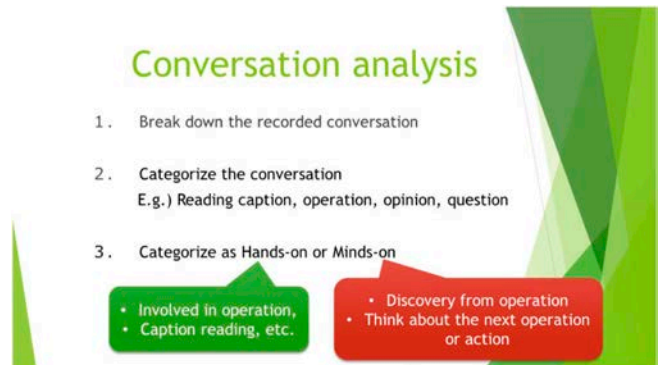 Conversation analysis
1. Break down the recorded conversation
2. Categorize the conversation
E.g.) Reading caption, operation, opinion, question
3. Categorize as Hands-on or Minds-on
• Involved in operation,
• Caption reading, etc.
• Discovery from operation
• Think about the next operation
or action